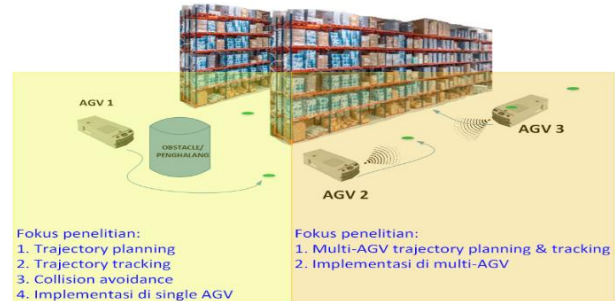 AGV 1
OBSTACLE/
PENGHALANG
AGV 2
AGV 3
Fokus penelitian:
1. Trajectory planning
2. Trajectory tracking
3. Collision avoidance
4. Implementasi di single AGV
Fokus penelitian:
1. Multi-AGV trajectory planning & tracking
2. Implementasi di multi-AGV